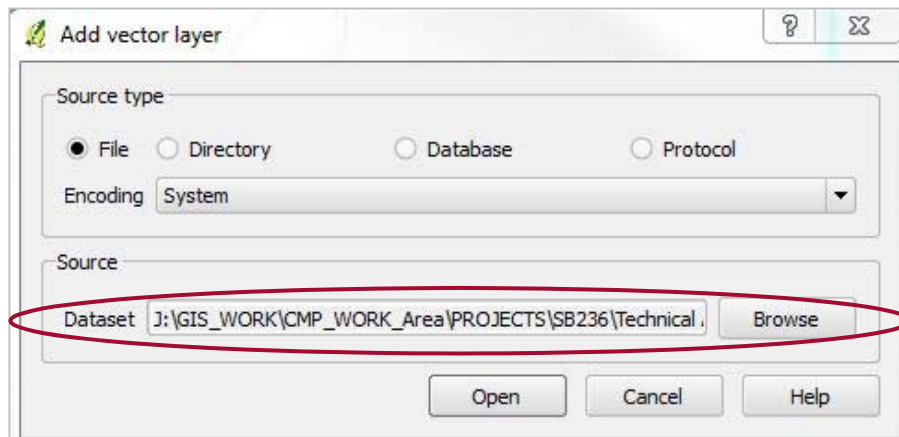 Add vector layer
Source type
File Directory Database Protocol
Encoding System
Source
Dataset J:\GIS_WORK\CMP_WORK_Area\PROJECTS\SB236\Technical Browse
Open Cancel Help